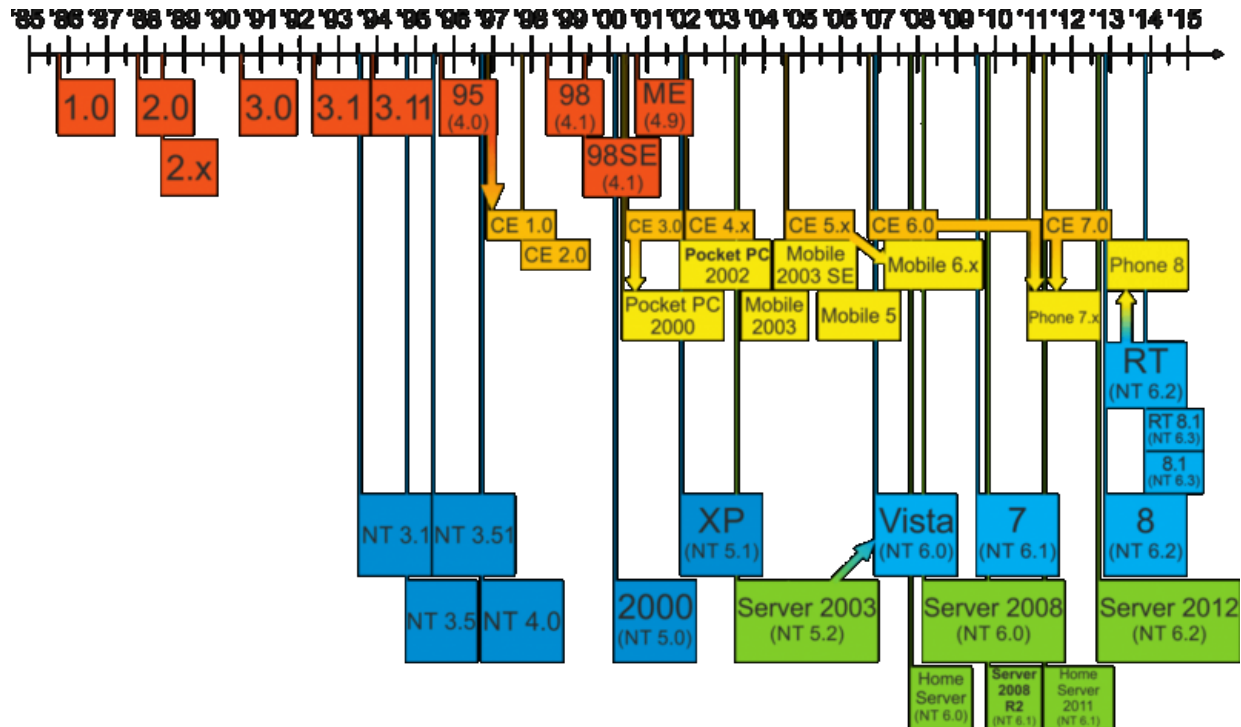 '85 '86 '87 '88 '89 '90 '91 '92 '93 '94 '95 '96 '97 '98 '99 '00 '01 '02 '03 '04 '05 '06 '07 '08 '09 '10 '11 '12 '13 '14 '15
1.0
2.0
3.0
3.1
3.11
95
(4.0)
98
(4.1)
ME
(4.9)
2.x
98SE
(4.1)
CE 1.0
CE 3.0
CE 4.x
CE 5.x
CE 6.0
CE 7.0
CE 2.0
Pocket PC
2002
Mobile
2003 SE
Mobile 6.x
Phone 8
Pocket PC
2000
Mobile
2003
Mobile 5
Phone 7.x
RT
(NT 6.2)
RT 8.1
(NT 6.3)
8.1
(NT 6.3)
NT 3.1
NT 3.51
XP
(NT 5.1)
Vista
(NT 6.0)
7
(NT 6.1)
8
(NT 6.2)
NT 3.5
NT 4.0
2000
(NT 5.0)
Server 2003
(NT 5.2)
Server 2008
(NT 6.0)
Server 2012
(NT 6.2)
Home
Server
(NT 6.0)
Server
2008
R2
(NT 6.1)
Home
Server
2011
(NT 6.1)